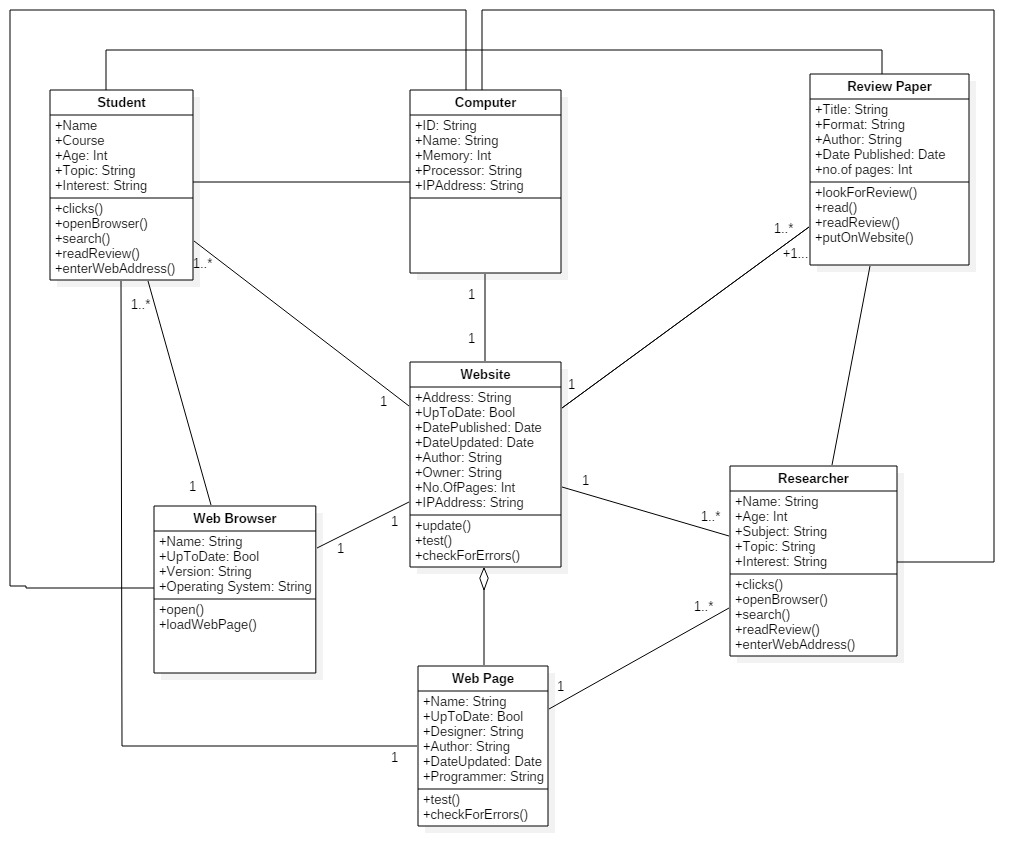 Student
+Name
+Course
+Age: Int
+Topic: String
+Interest: String
+clicks()
+openBrowser()
+search()
+readReview()
+enterWebAddress()
Computer
+ID: String
+Name: String
+Memory: Int
+Processor: String
+IPAddress: String
Review Paper
+Title: String
+Format: String
+Author: String
+Date Published: Date
+no.of pages: Int
+lookForReview()
+read()
+readReview()
+putOnWebsite()
1..*
+1...
1..*
1..*
1
1
1
1
Website
+Address: String
+UpToDate: Bool
+DatePublished: Date
+DateUpdated: Date
+Author: String
+Owner: String
+No.OfPages: Int
+IPAddress: String
+update()
+test()
+checkForErrors()
1
1
1
1
1..*
Web Browser
+Name: String
+UpToDate: Bool
+Version: String
+Operating System: String
+open()
+loadWebPage()
Researcher
+Name: String
+Age: Int
+Subject: String
+Topic: String
+Interest: String
+clicks()
+openBrowser()
+search()
+readReview()
+enterWebAddress()
1..*
1
1
Web Page
+Name: String
+UpToDate: Bool
+Designer: String
+Author: String
+DateUpdated: Date
+Programmer: String
+test()
+checkForErrors()